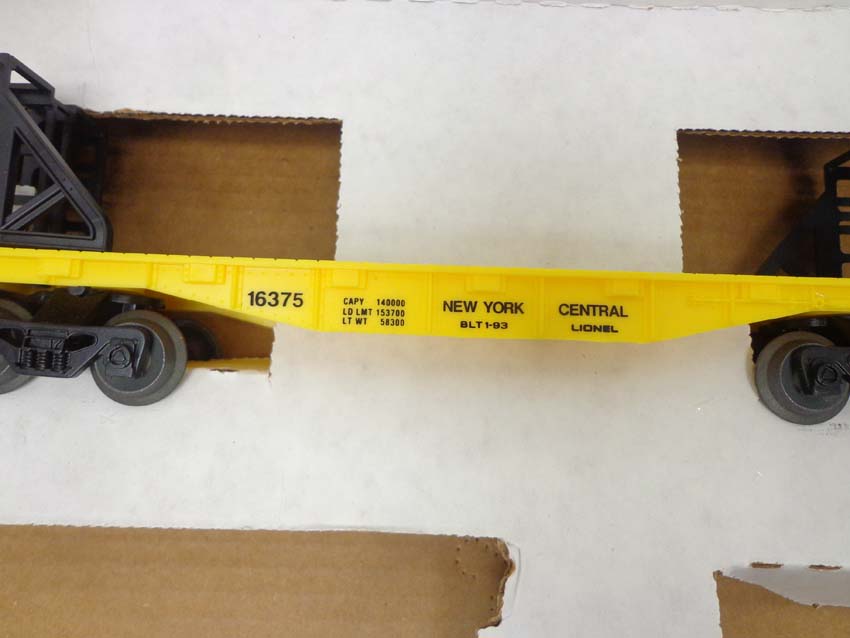 16375
CAPY 140000
LD LMT 153700
LT WT 58300
NEW YORK CENTRAL
BLT 1-93 LIONEL